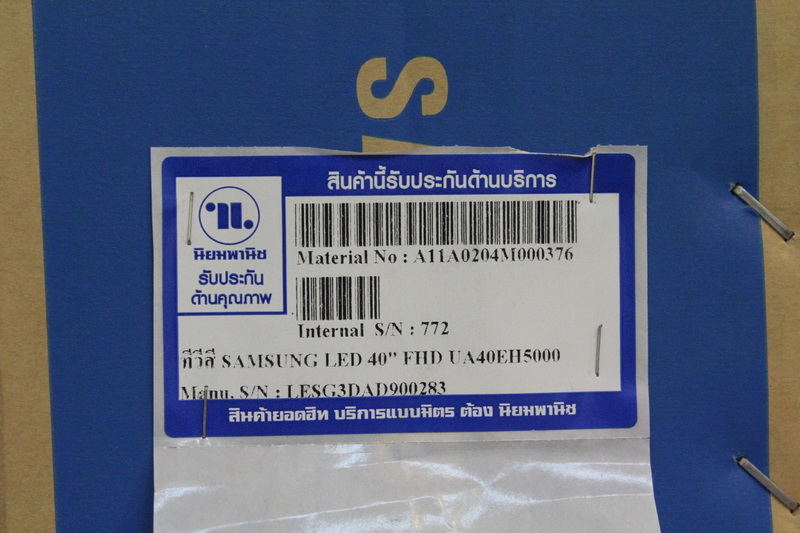 S
สินค้านี้รับประกันด้านบริการ
น.
นิยมพานิช
รับประกัน
ด้านคุณภาพ
Material No : A11A0204M000376
Internal S/N : 772
ทีวีสี SAMSUNG LED 40" FHD UA40EH5000
Manu. S/N : LESG3DAD900283
สินค้ายอดฮิท บริการแบบมิตร ต้อง นิยมพานิช